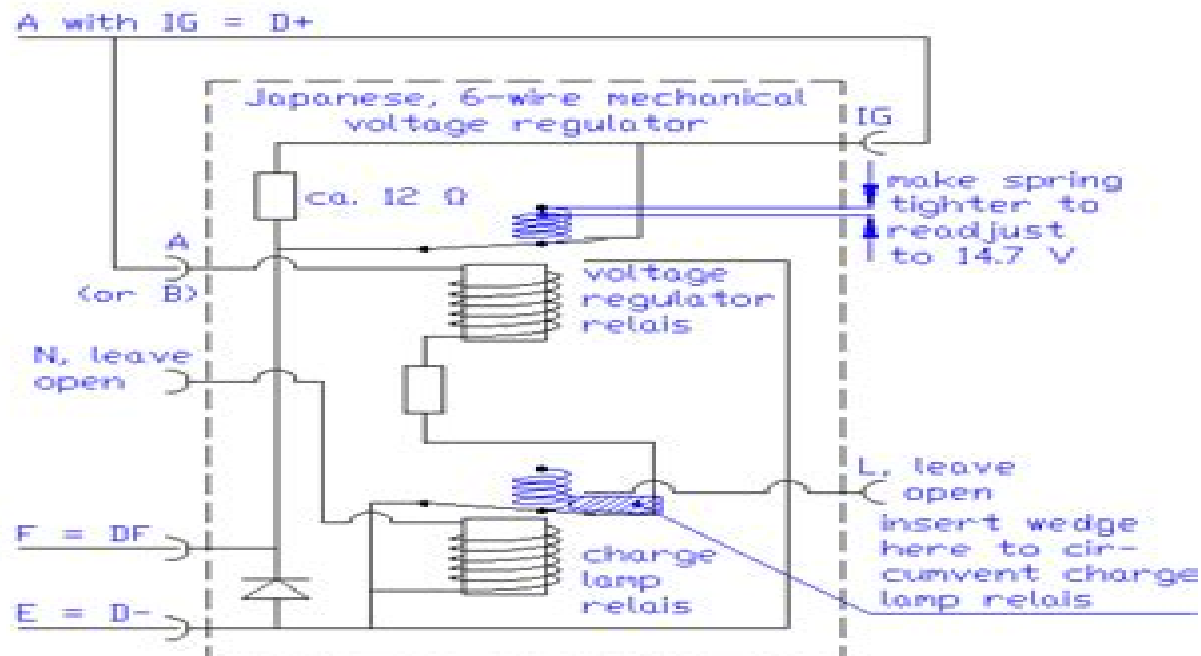 A with IG = D+
Japanese, 6-wire mechanical
voltage regulator
IG
ca. 12 Ω
make spring
tighter to
readjust
to 14.7 V
A
(or B)
voltage
regulator
relais
N, leave
open
L, leave
open
F = DF
insert wedge
here to cir-
cumvent charge
lamp relais
charge
lamp
relais
E = D-